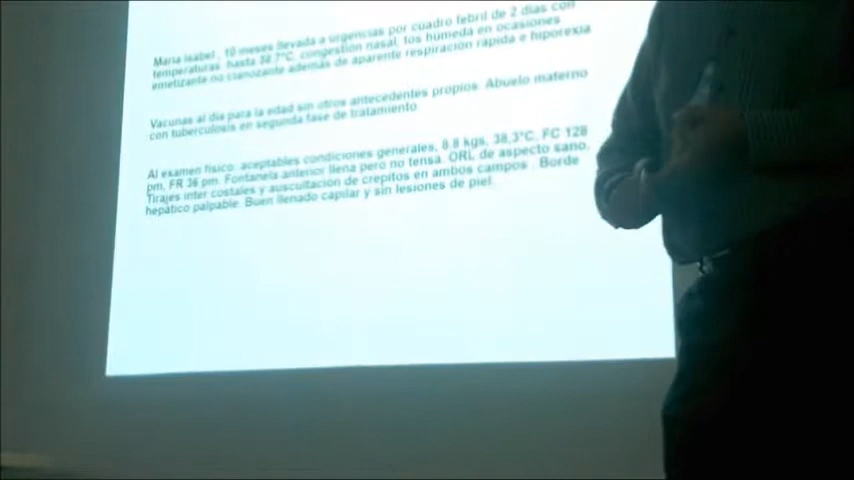 Maria Isabel , 10 meses llevada a urgencias por cuadro febril de 2 días con
temperaturas hasta 38.7°C, congestión nasal, tos húmeda en ocasiones
emetizante no cianozante además de aparente respiración rápida e hiporexia
Vacunas al día para la edad sin otros antecedentes propios. Abuelo materno
con tuberculosis en segunda fase de tratamiento
Al examen físico: aceptables condiciones generales, 8.8 kgs, 38,3°C, FC 128
pm, FR 36 pm. Fontanela anterior llena pero no tensa. ORL de aspecto sano.
Tirajes inter costales y auscultación de crepitos en ambos campos . Borde
hepático palpable. Buen llenado capilar y sin lesiones de piel.